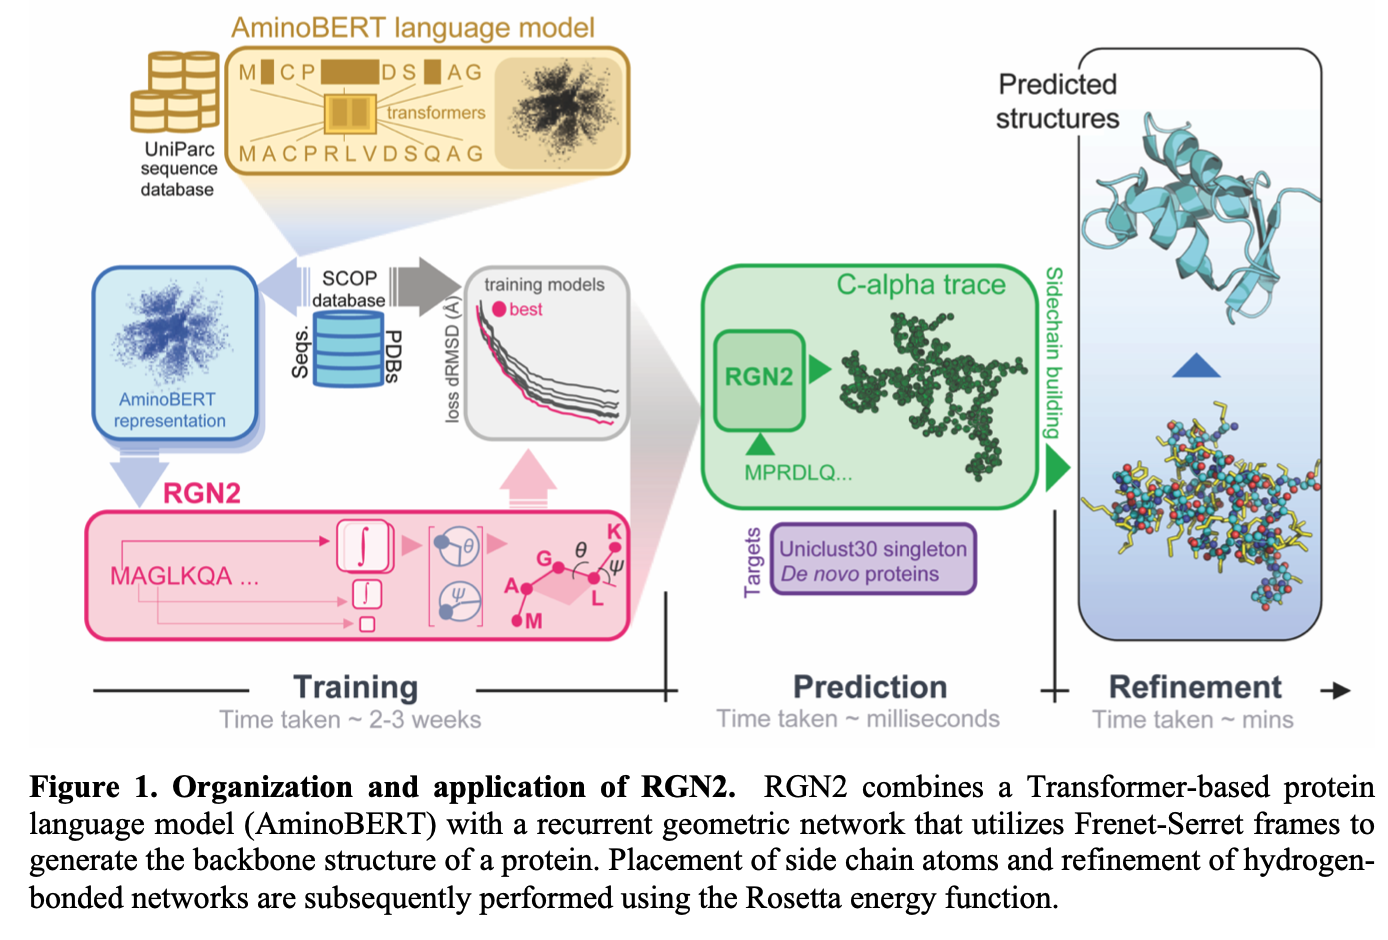 AminoBERT language model
M CP DS AG
transformers
MACPRLVDSQAG
UniParc
sequence
database
SCOP
database
Seqs.
PDBs
AminoBERT
representation
training models
best
loss dRMSD (Å)
RGN2
MAGLKQA ...
∫
∫
θ
ψ
M
A
G
L
K
θ
ψ
C-alpha trace
RGN2
MPRDLQ...
Targets
Uniclust30 singleton
De novo proteins
Sidechain building
Predicted
structures
Training
Time taken ~ 2-3 weeks
Prediction
Time taken ~ milliseconds
Refinement
Time taken ~ mins
Figure 1. Organization and application of RGN2. RGN2 combines a Transformer-based protein
language model (AminoBERT) with a recurrent geometric network that utilizes Frenet-Serret frames to
generate the backbone structure of a protein. Placement of side chain atoms and refinement of hydrogen-
bonded networks are subsequently performed using the Rosetta energy function.